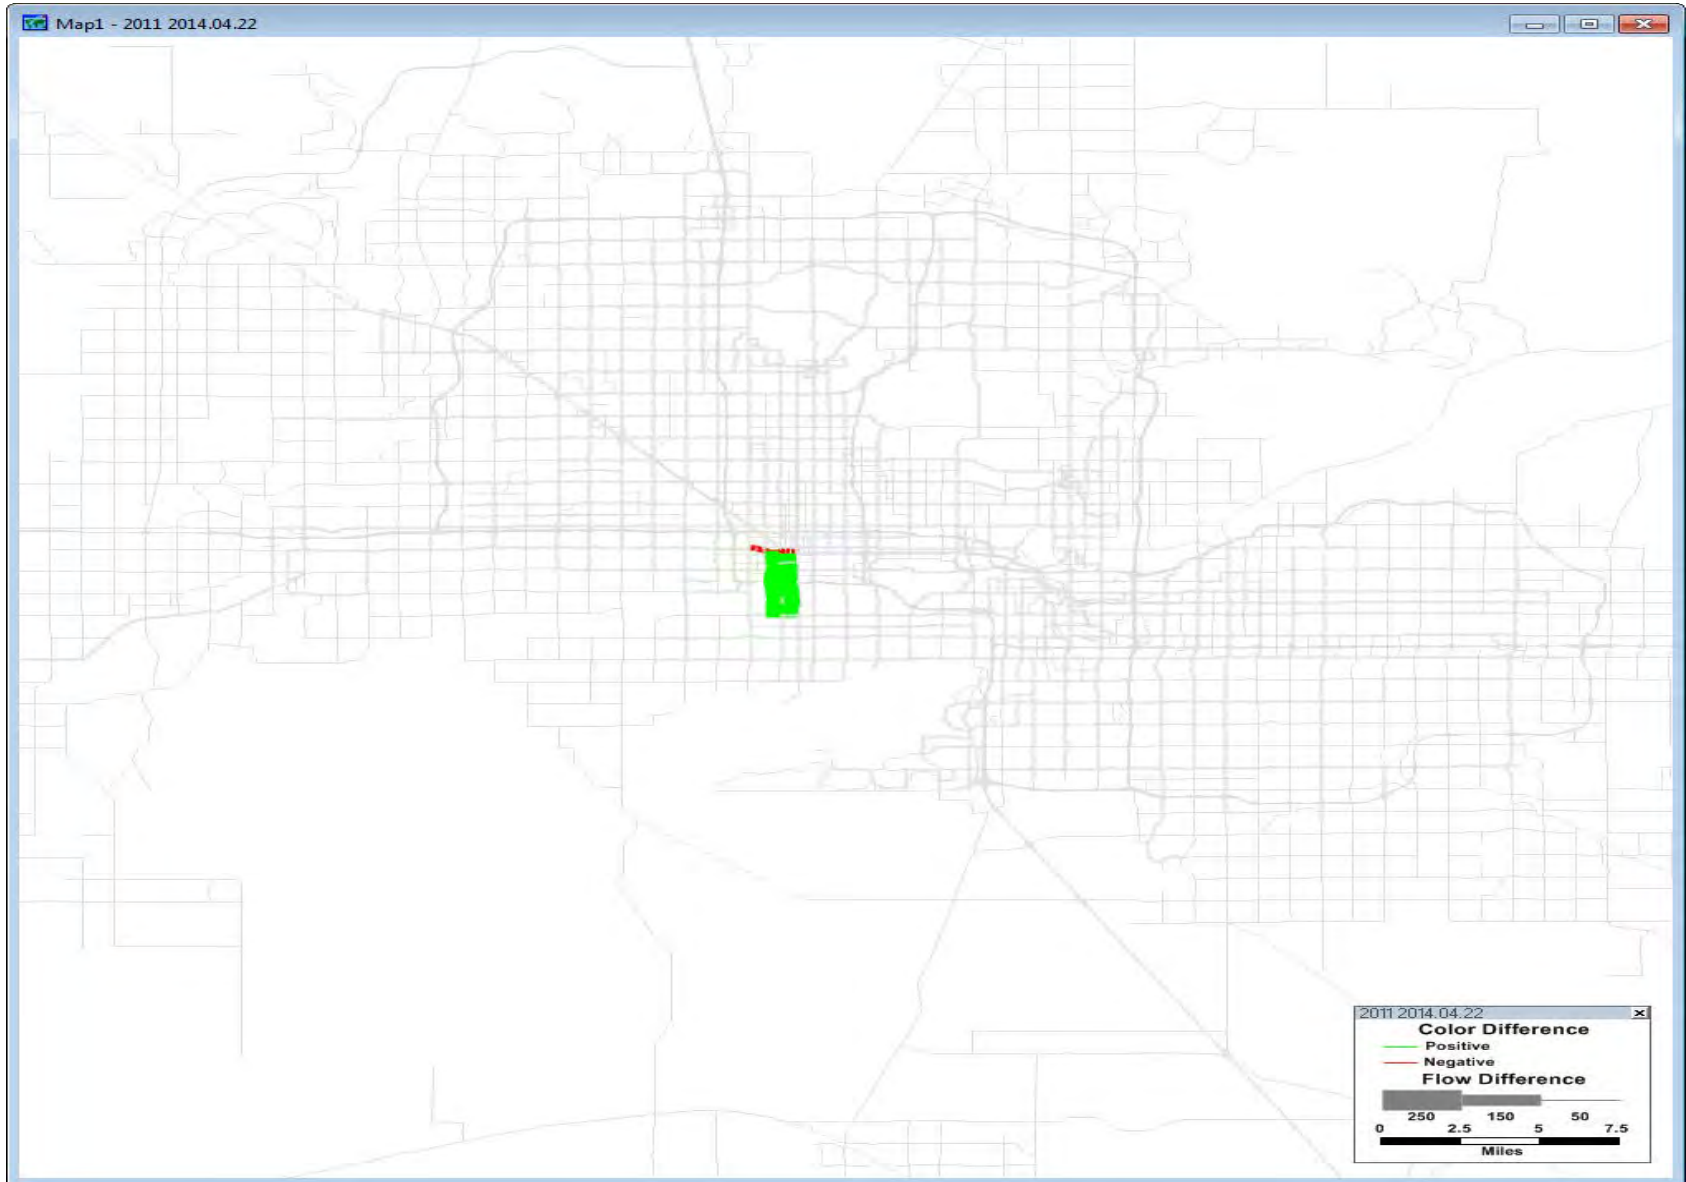 Map1 - 2011 2014.04.22
2011 2014.04.22
Color Difference
Positive
Negative
Flow Difference
250 150 50
0 2.5 5 7.5
Miles